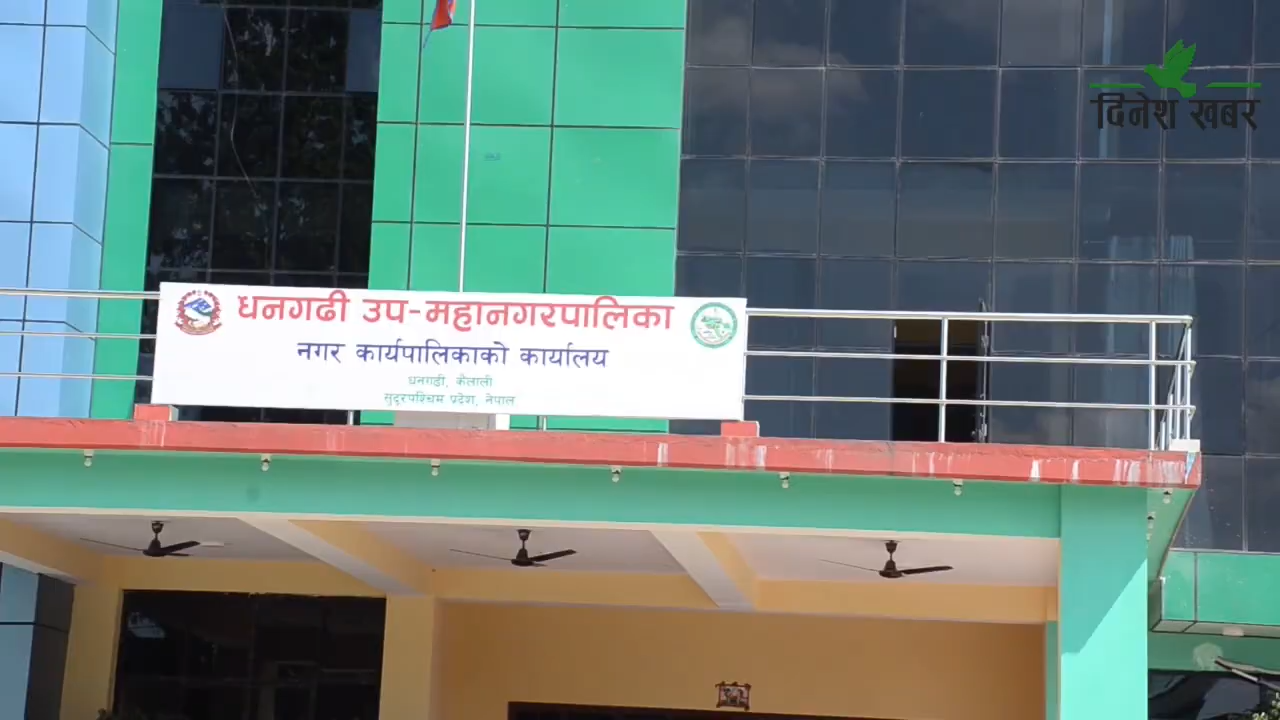 दिनेश खबर
धनगढी उप-महानगरपालिका
नगर कार्यपालिकाको कार्यालय
धनगढी, कैलाली
सुदूरपश्चिम प्रदेश, नेपाल